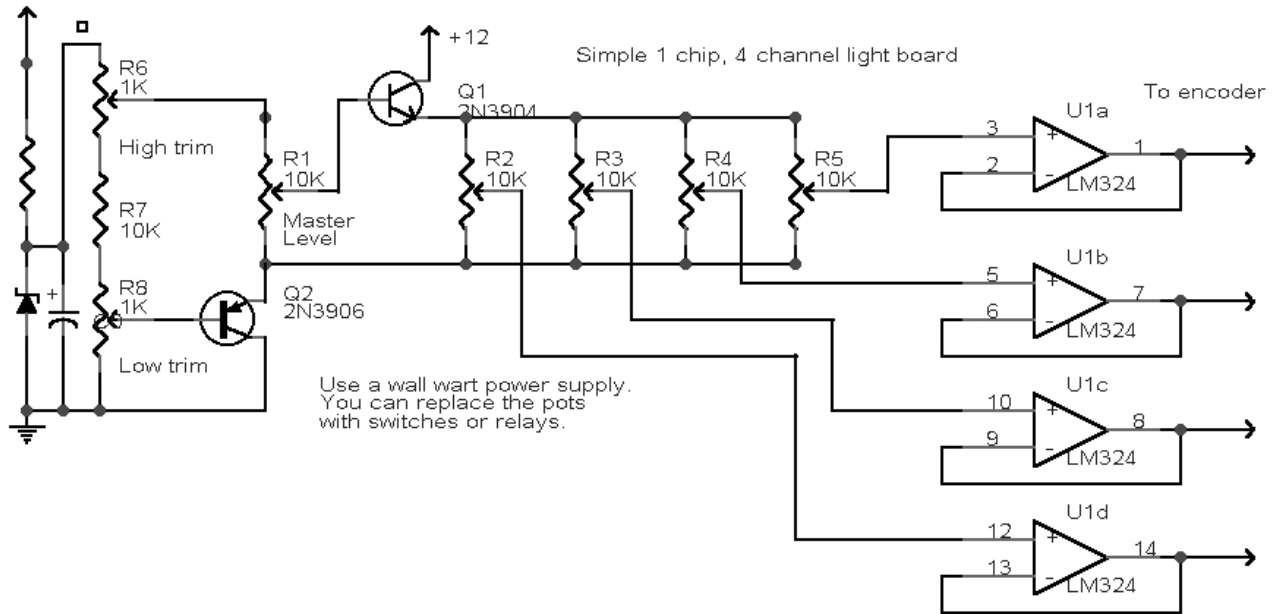 +12
Simple 1 chip, 4 channel light board
R6
1K
High trim
Q1
2N3904
To encoder
U1a
3
+
1
2
-
LM324
R1
10K
Master
Level
R2
10K
R3
10K
R4
10K
R5
10K
R7
10K
R8
1K
Low trim
+
Q2
2N3906
U1b
5
+
7
6
-
LM324
Use a wall wart power supply.
You can replace the pots
with switches or relays.
U1c
10
+
8
9
-
LM324
U1d
12
+
14
13
-
LM324